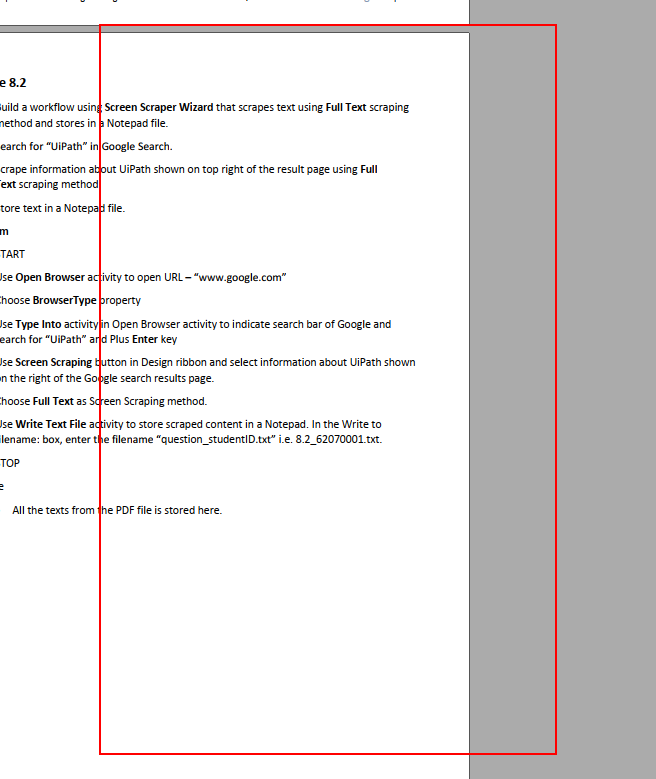 e 8.2
Build a workflow using Screen Scraper Wizard that scrapes text using Full Text scraping
method and stores in a Notepad file.
earch for “UiPath” in Google Search.
crape information about UiPath shown on top right of the result page using Full
Text scraping method
tore text in a Notepad file.
m
TART
Use Open Browser activity to open URL – “www.google.com”
Choose BrowserType property
Use Type Into activity in Open Browser activity to indicate search bar of Google and
earch for “UiPath” and Plus Enter key
Use Screen Scraping button in Design ribbon and select information about UiPath shown
on the right of the Google search results page.
Choose Full Text as Screen Scraping method.
Use Write Text File activity to store scraped content in a Notepad. In the Write to
ilename: box, enter the filename “question_studentID.txt” i.e. 8.2_62070001.txt.
TOP
e
All the texts from the PDF file is stored here.